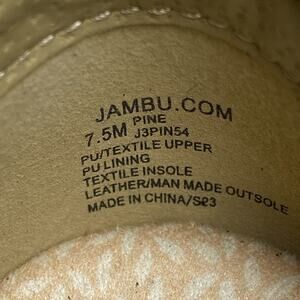 JAMBU.COM
PINE
7.5M J3PIN54
PU/TEXTILE UPPER
PU LINING
TEXTILE INSOLE
LEATHER/MAN MADE OUTSOLE
MADE IN CHINA/S23